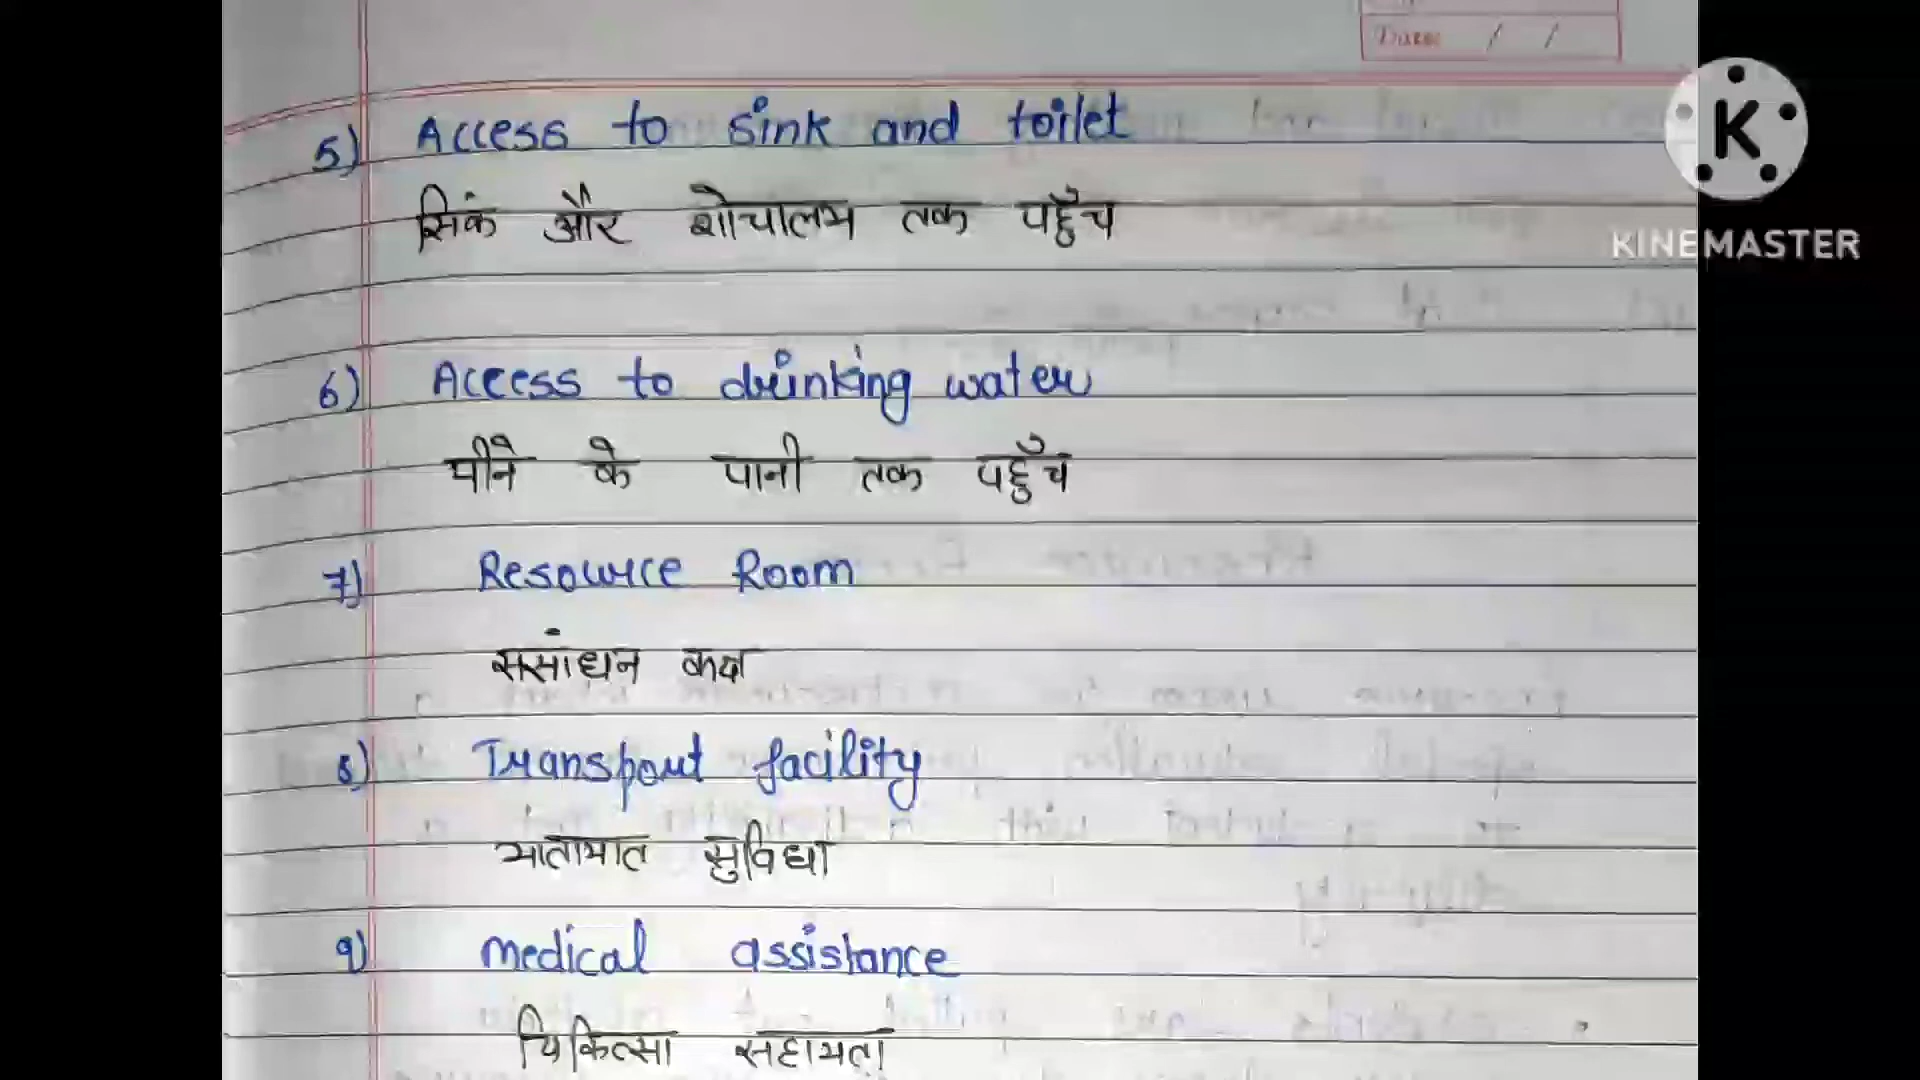 Date: / /
5) Access to sink and toilet
सिकं और शोचालय तक पहुँच
6) Access to drinking water
पीने के पानी तक पहुँच
7) Resource Room
ससांधन कक्ष
8) Transport facility
यातायात सुविधा
9) medical assistance
चिकित्सा सहायता
K
KINEMASTER